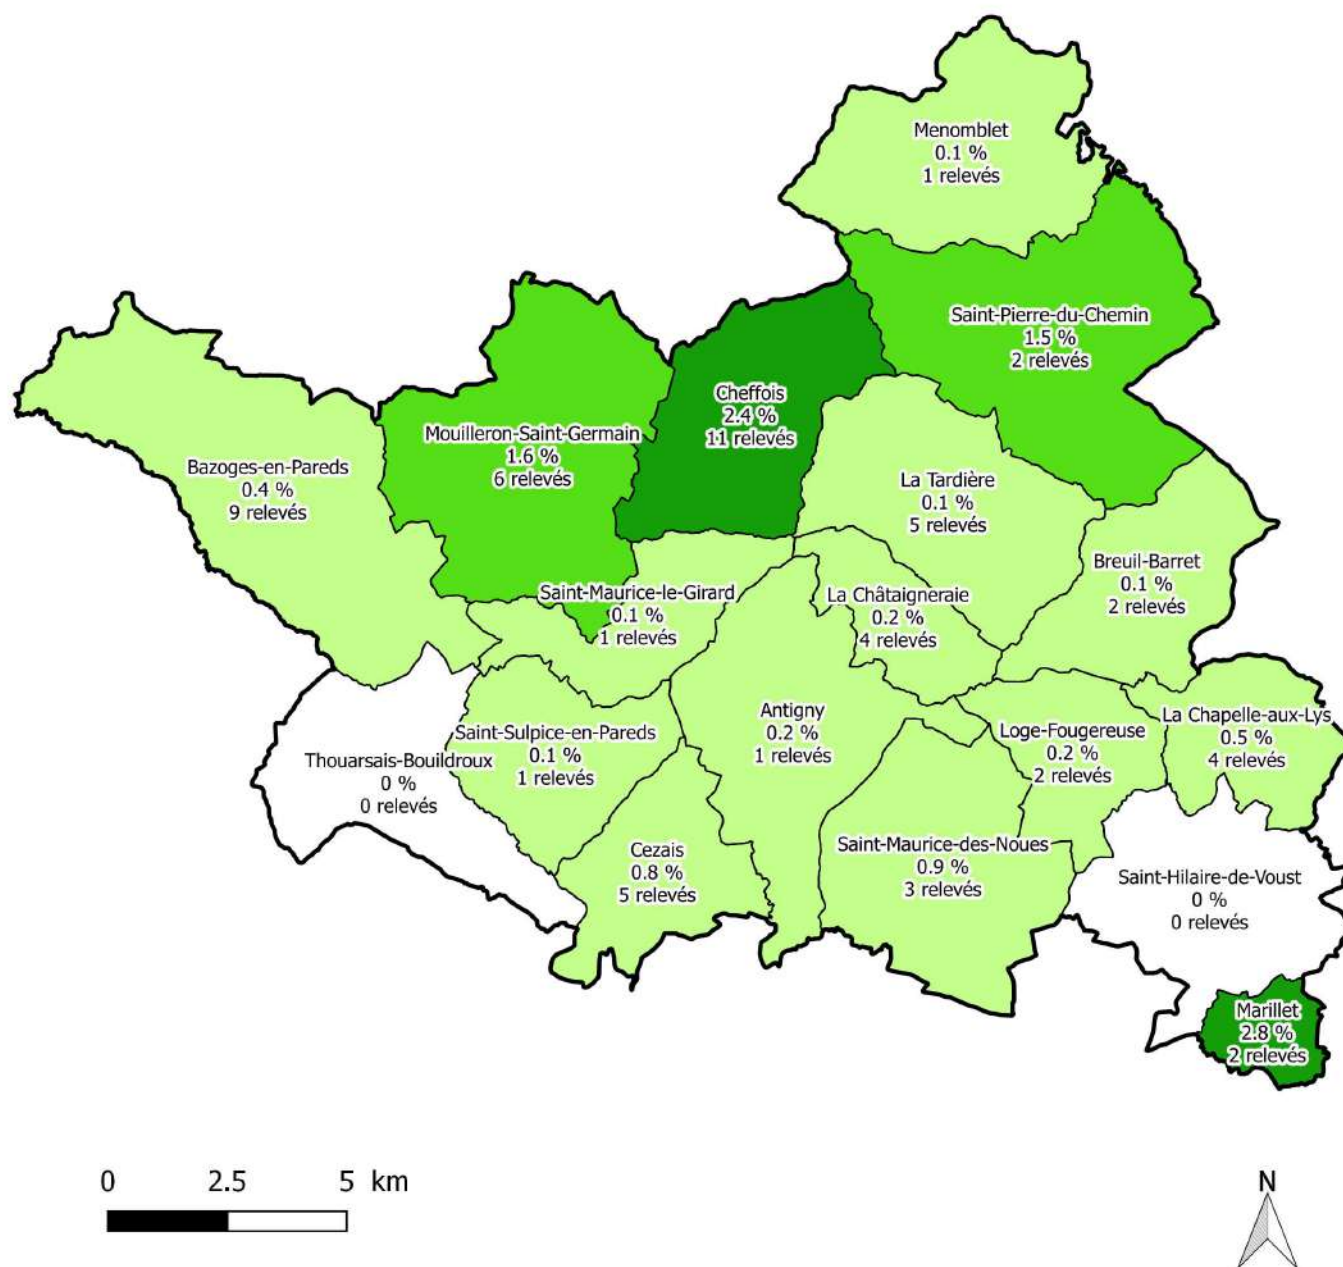 Menomblet
0.1 %
1 relevés
Saint-Pierre-du-Chemin
1.5 %
2 relevés
Cheffois
2.4 %
11 relevés
Mouilleron-Saint-Germain
1.6 %
6 relevés
Bazoges-en-Pareds
0.4 %
9 relevés
La Tardière
0.1 %
5 relevés
Breuil-Barret
0.1 %
2 relevés
Saint-Maurice-le-Girard
0.1 %
1 relevés
La Châtaigneraie
0.2 %
4 relevés
Antigny
0.2 %
1 relevés
Loge-Fougereuse
0.2 %
2 relevés
La Chapelle-aux-Lys
0.5 %
4 relevés
Saint-Sulpice-en-Pareds
0.1 %
1 relevés
Thouarsais-Bouildroux
0 %
0 relevés
Cezais
0.8 %
5 relevés
Saint-Maurice-des-Noues
0.9 %
3 relevés
Saint-Hilaire-de-Voust
0 %
0 relevés
Marillet
2.8 %
2 relevés
0 2.5 5 km
N